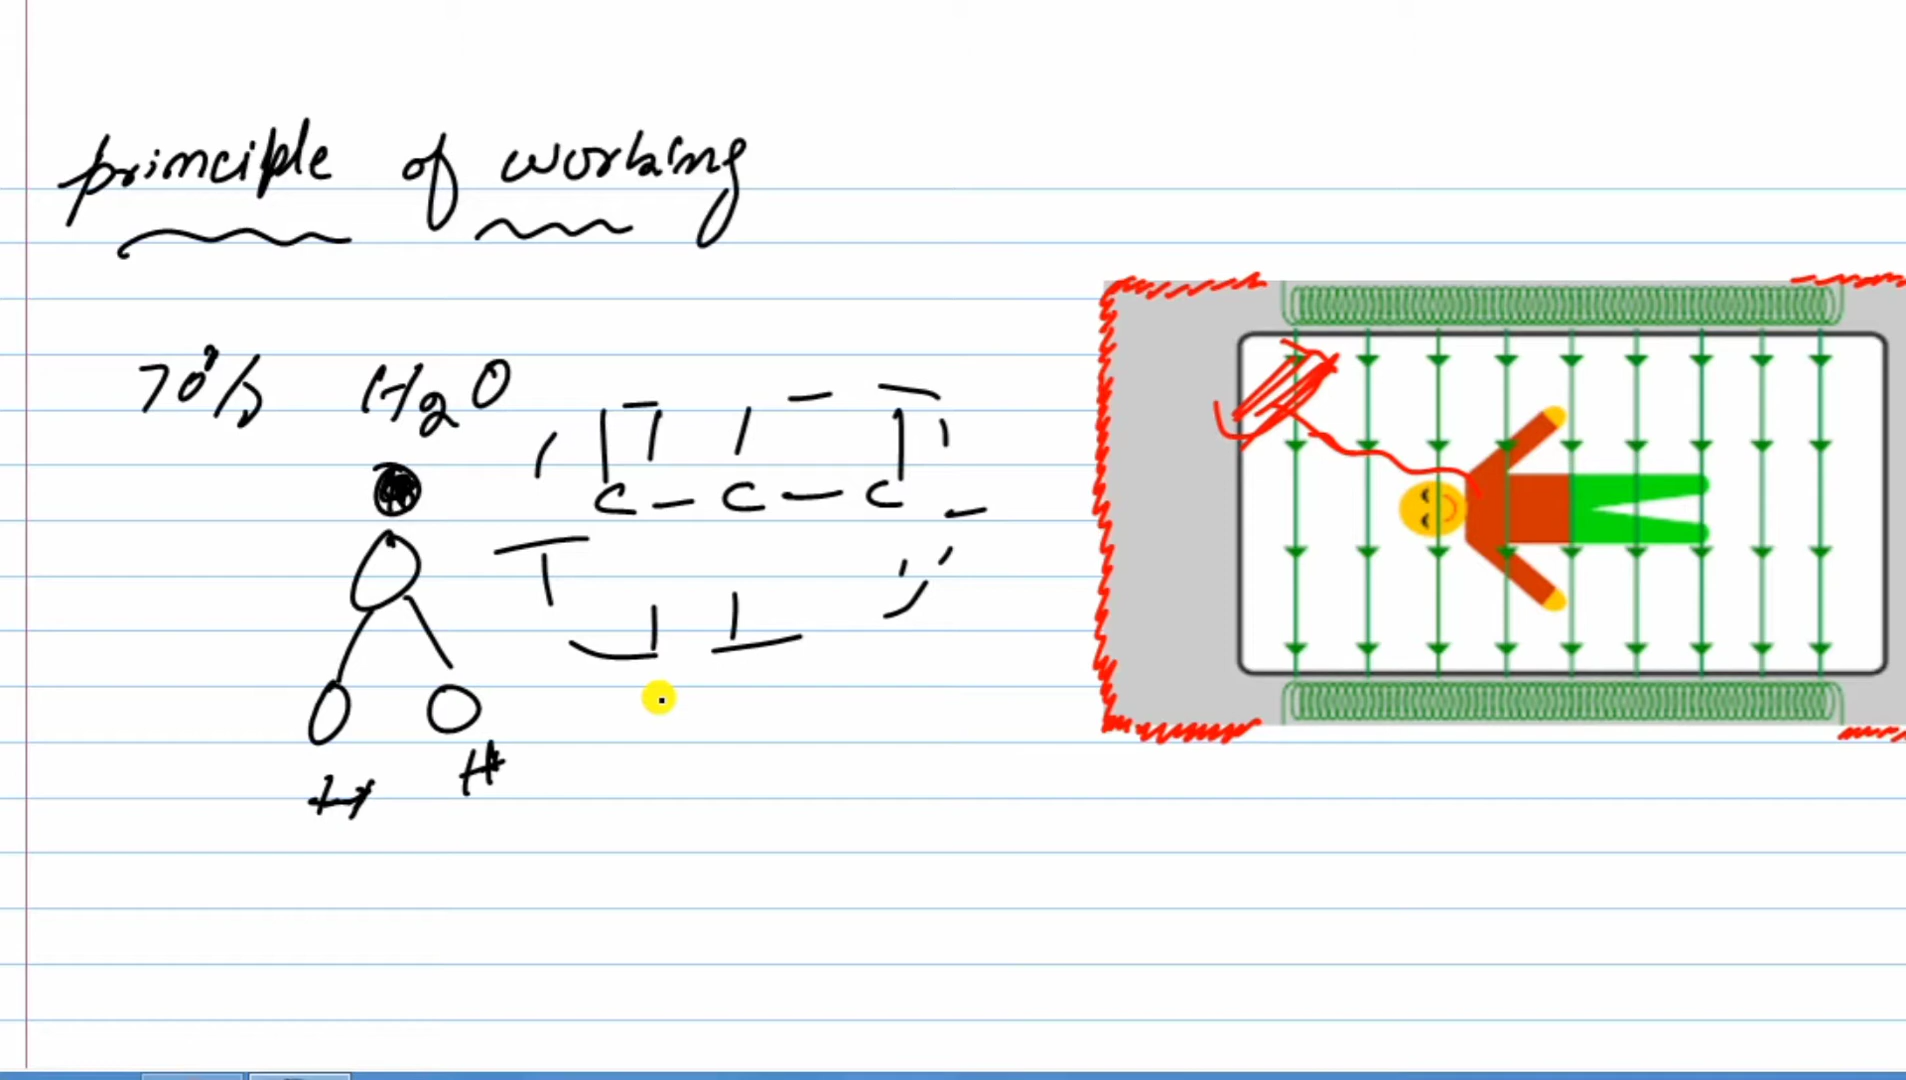 principle of working
70% H2O
C - C - C
H
H